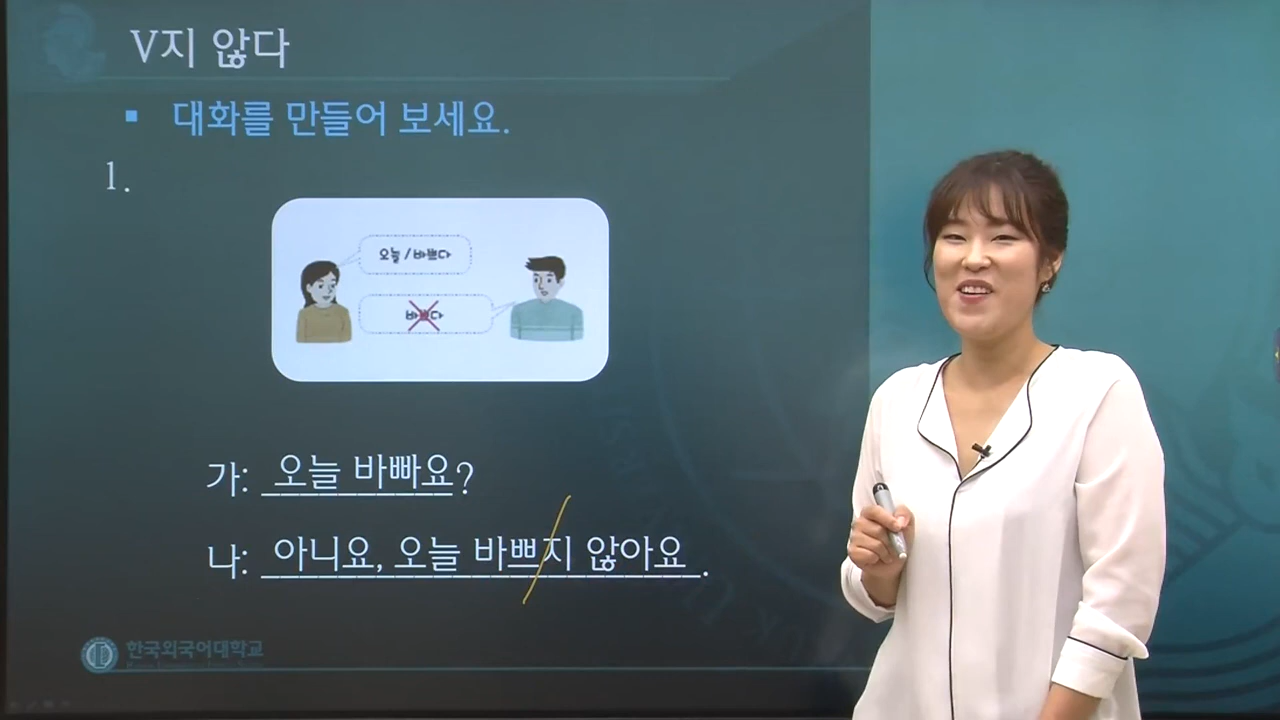 V지 않다
▪ 대화를 만들어 보세요.
1.
오늘 / 바쁘다
바쁘다
가: 오늘 바빠요?
나: 아니요, 오늘 바쁘지 않아요.
한국외국어대학교